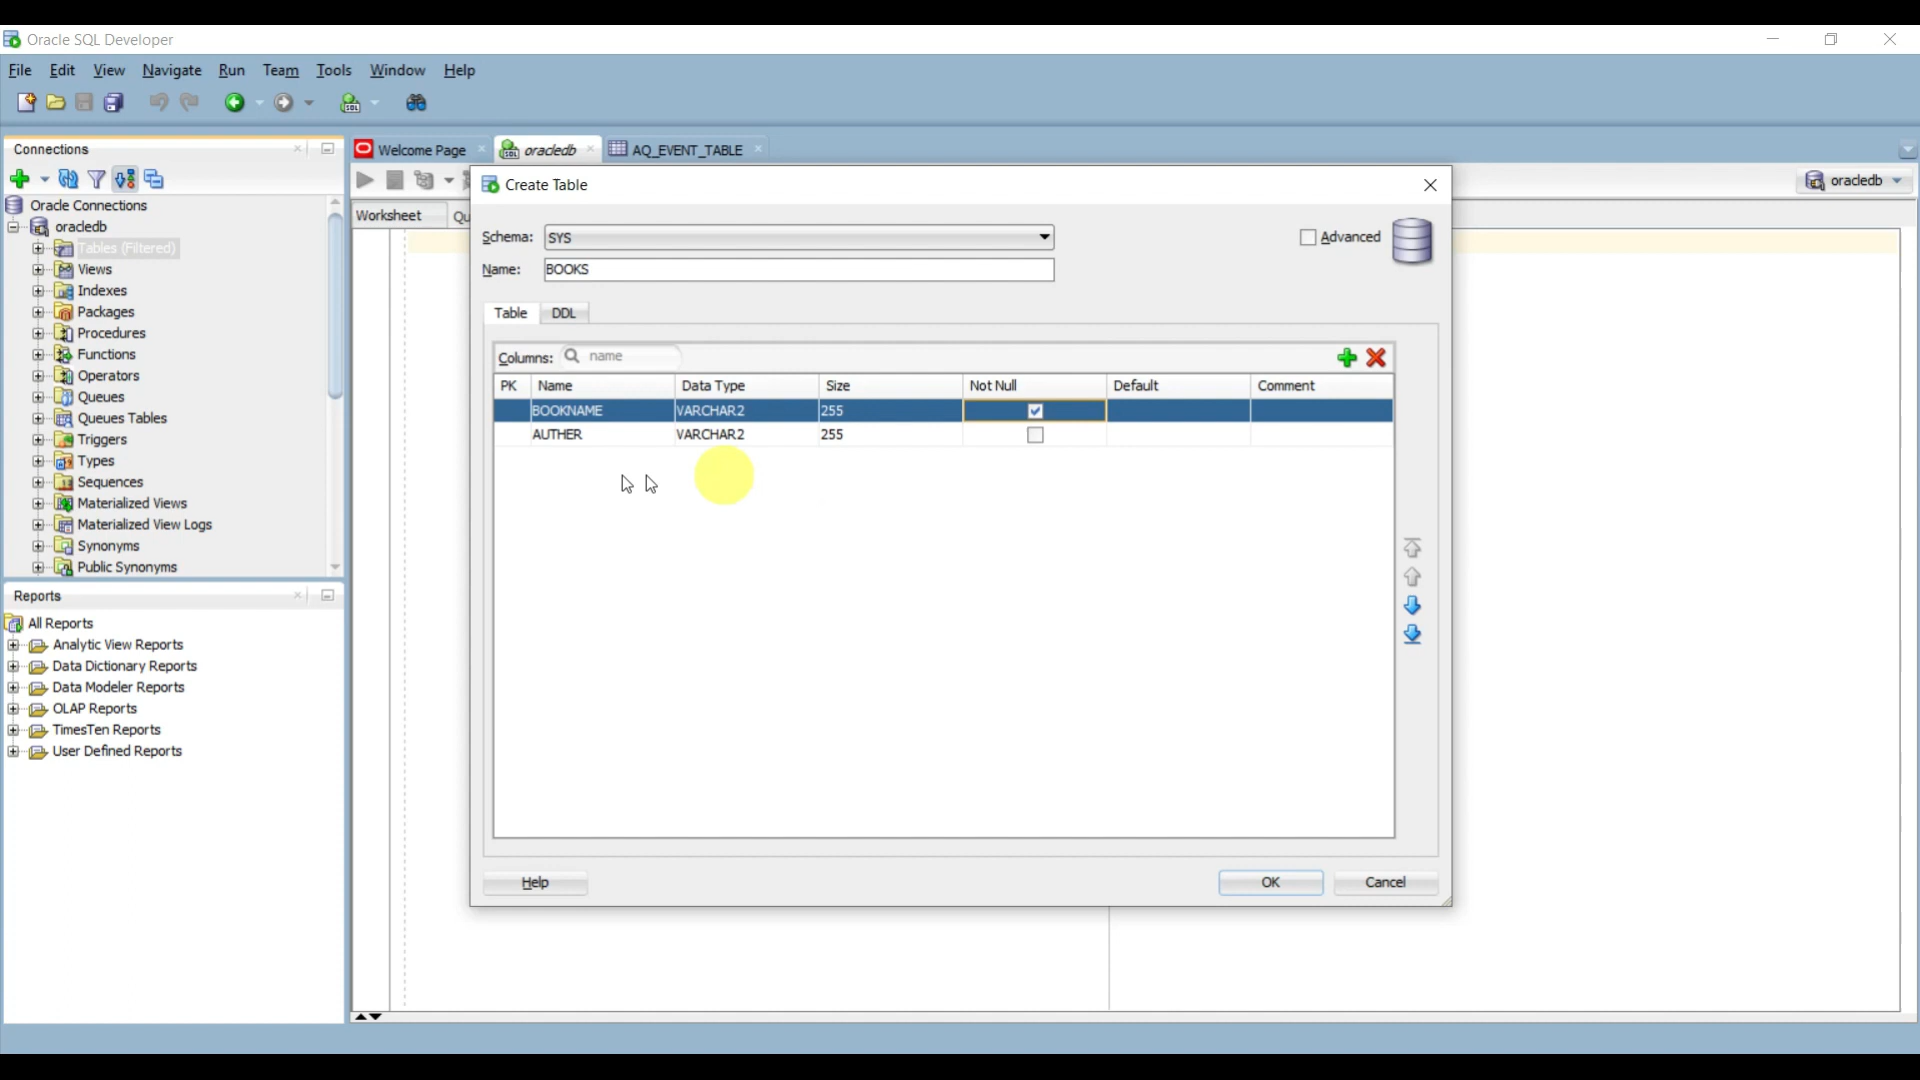 Oracle SQL Developer
File Edit View Navigate Run Team Tools Window Help
Connections
Welcome Page
oracledb
AQ_EVENT_TABLE
oracledb
Worksheet
Qu
Oracle Connections
oracledb
Tables (Filtered)
Views
Indexes
Packages
Procedures
Functions
Operators
Queues
Queues Tables
Triggers
Types
Sequences
Materialized Views
Materialized View Logs
Synonyms
Public Synonyms
Reports
All Reports
Analytic View Reports
Data Dictionary Reports
Data Modeler Reports
OLAP Reports
TimesTen Reports
User Defined Reports
Create Table
Schema: SYS
Advanced
Name: BOOKS
Table DDL
Columns: name
PK Name Data Type Size Not Null Default Comment
BOOKNAME VARCHAR2 255
AUTHER VARCHAR2 255
Help OK Cancel